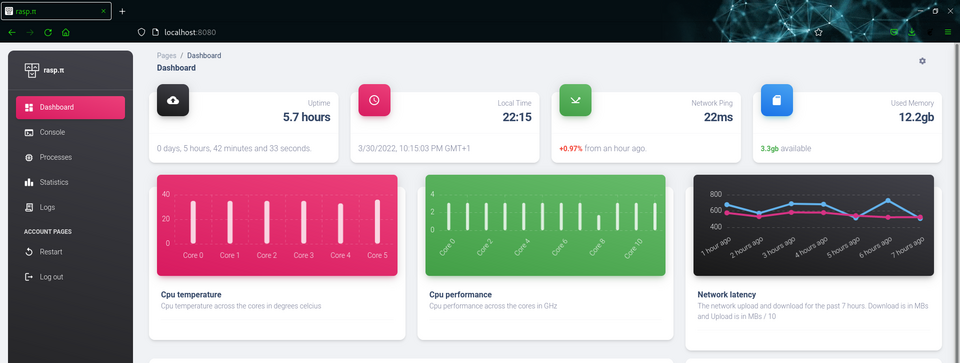 rasp.π
localhost:8080
rasp.π
Dashboard
Console
Processes
Statistics
Logs
ACCOUNT PAGES
Restart
Log out
Pages / Dashboard
Dashboard
Uptime
5.7 hours
0 days, 5 hours, 42 minutes and 33 seconds.
Local Time
22:15
3/30/2022, 10:15:03 PM GMT+1
Network Ping
22ms
+0.97% from an hour ago.
Used Memory
12.2gb
3.3gb available
40
20
0
Core 0 Core 1 Core 2 Core 3 Core 4 Core 5
Cpu temperature
Cpu temperature across the cores in degrees celcius
4
2
0
Core 0 Core 2 Core 4 Core 6 Core 8 Core 10
Cpu performance
Cpu performance across the cores in GHz
800
600
400
1 hour ago 2 hours ago 3 hours ago 4 hours ago 5 hours ago 6 hours ago 7 hours ago
Network latency
The network upload and download for the past 7 hours. Download is in MBs
and Upload is in MBs / 10